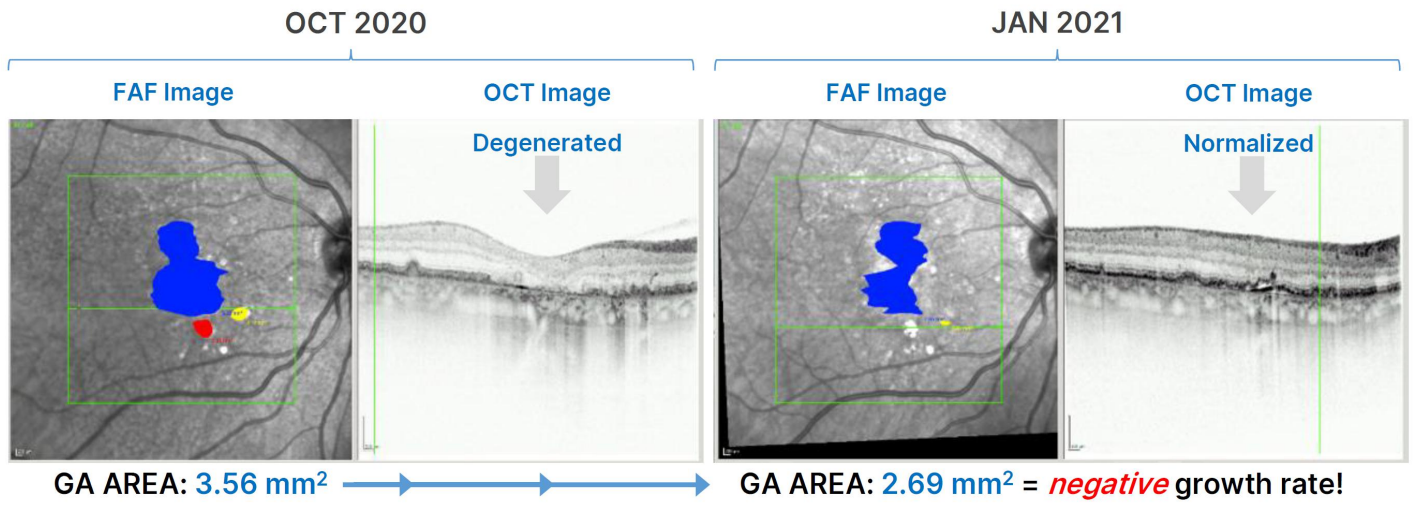 OCT 2020
JAN 2021
FAF Image
OCT Image
FAF Image
OCT Image
Degenerated
Normalized
GA AREA: 3.56 mm²
GA AREA: 2.69 mm² = negative growth rate!